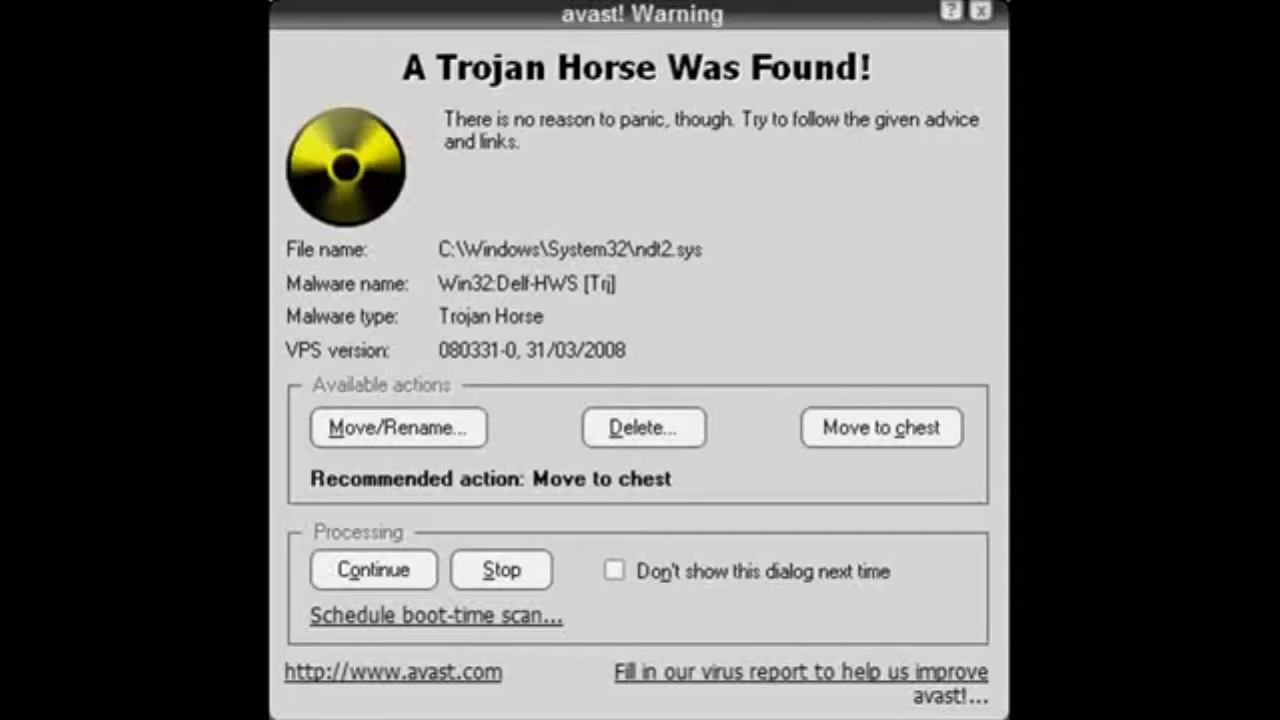 avast! Warning
? x
A Trojan Horse Was Found!
There is no reason to panic, though. Try to follow the given advice
and links.
File name: C:\Windows\System32\ndt2.sys
Malware name: Win32:Delf-HWS [Trj]
Malware type: Trojan Horse
VPS version: 080331-0, 31/03/2008
Available actions
Move/Rename... Delete... Move to chest
Recommended action: Move to chest
Processing
Continue Stop Don't show this dialog next time
Schedule boot-time scan...
http://www.avast.com Fill in our virus report to help us improve
avast!...